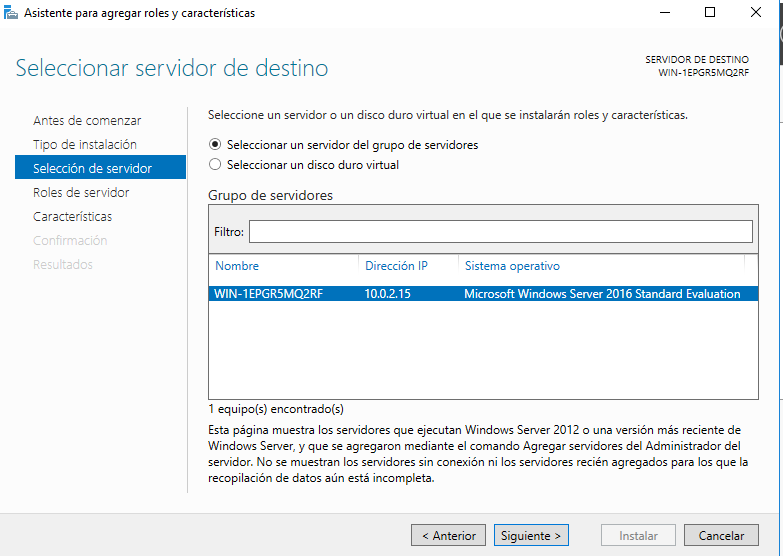 Asistente para agregar roles y características
Seleccionar servidor de destino
SERVIDOR DE DESTINO
WIN-1EPGR5MQ2RF
Antes de comenzar
Tipo de instalación
Selección de servidor
Roles de servidor
Características
Confirmación
Resultados
Seleccione un servidor o un disco duro virtual en el que se instalarán roles y características.
Seleccionar un servidor del grupo de servidores
Seleccionar un disco duro virtual
Grupo de servidores
Filtro:
Nombre Dirección IP Sistema operativo
WIN-1EPGR5MQ2RF 10.0.2.15 Microsoft Windows Server 2016 Standard Evaluation
1 equipo(s) encontrado(s)
Esta página muestra los servidores que ejecutan Windows Server 2012 o una versión más reciente de
Windows Server, y que se agregaron mediante el comando Agregar servidores del Administrador del
servidor. No se muestran los servidores sin conexión ni los servidores recién agregados para los que la
recopilación de datos aún está incompleta.
< Anterior Siguiente > Instalar Cancelar